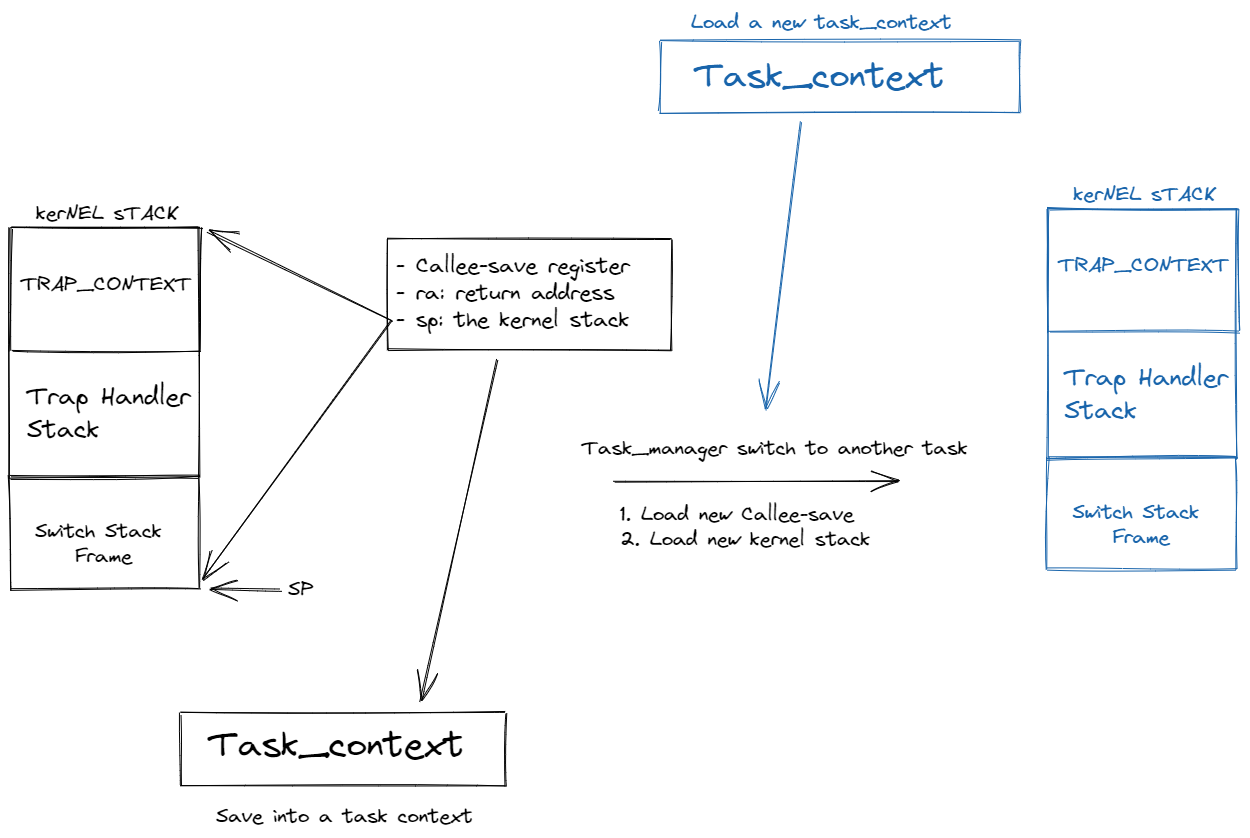 Load a new task_context
Task_context
kerNEL sTACK
TRAP_CONTEXT
Trap Handler
Stack
Switch Stack
Frame
SP
- Callee-save register
- ra: return address
- sp: the kernel stack
Task_manager switch to another task
1. Load new Callee-save
2. Load new kernel stack
kerNEL sTACK
TRAP_CONTEXT
Trap Handler
Stack
Switch Stack
Frame
Task_context
Save into a task context